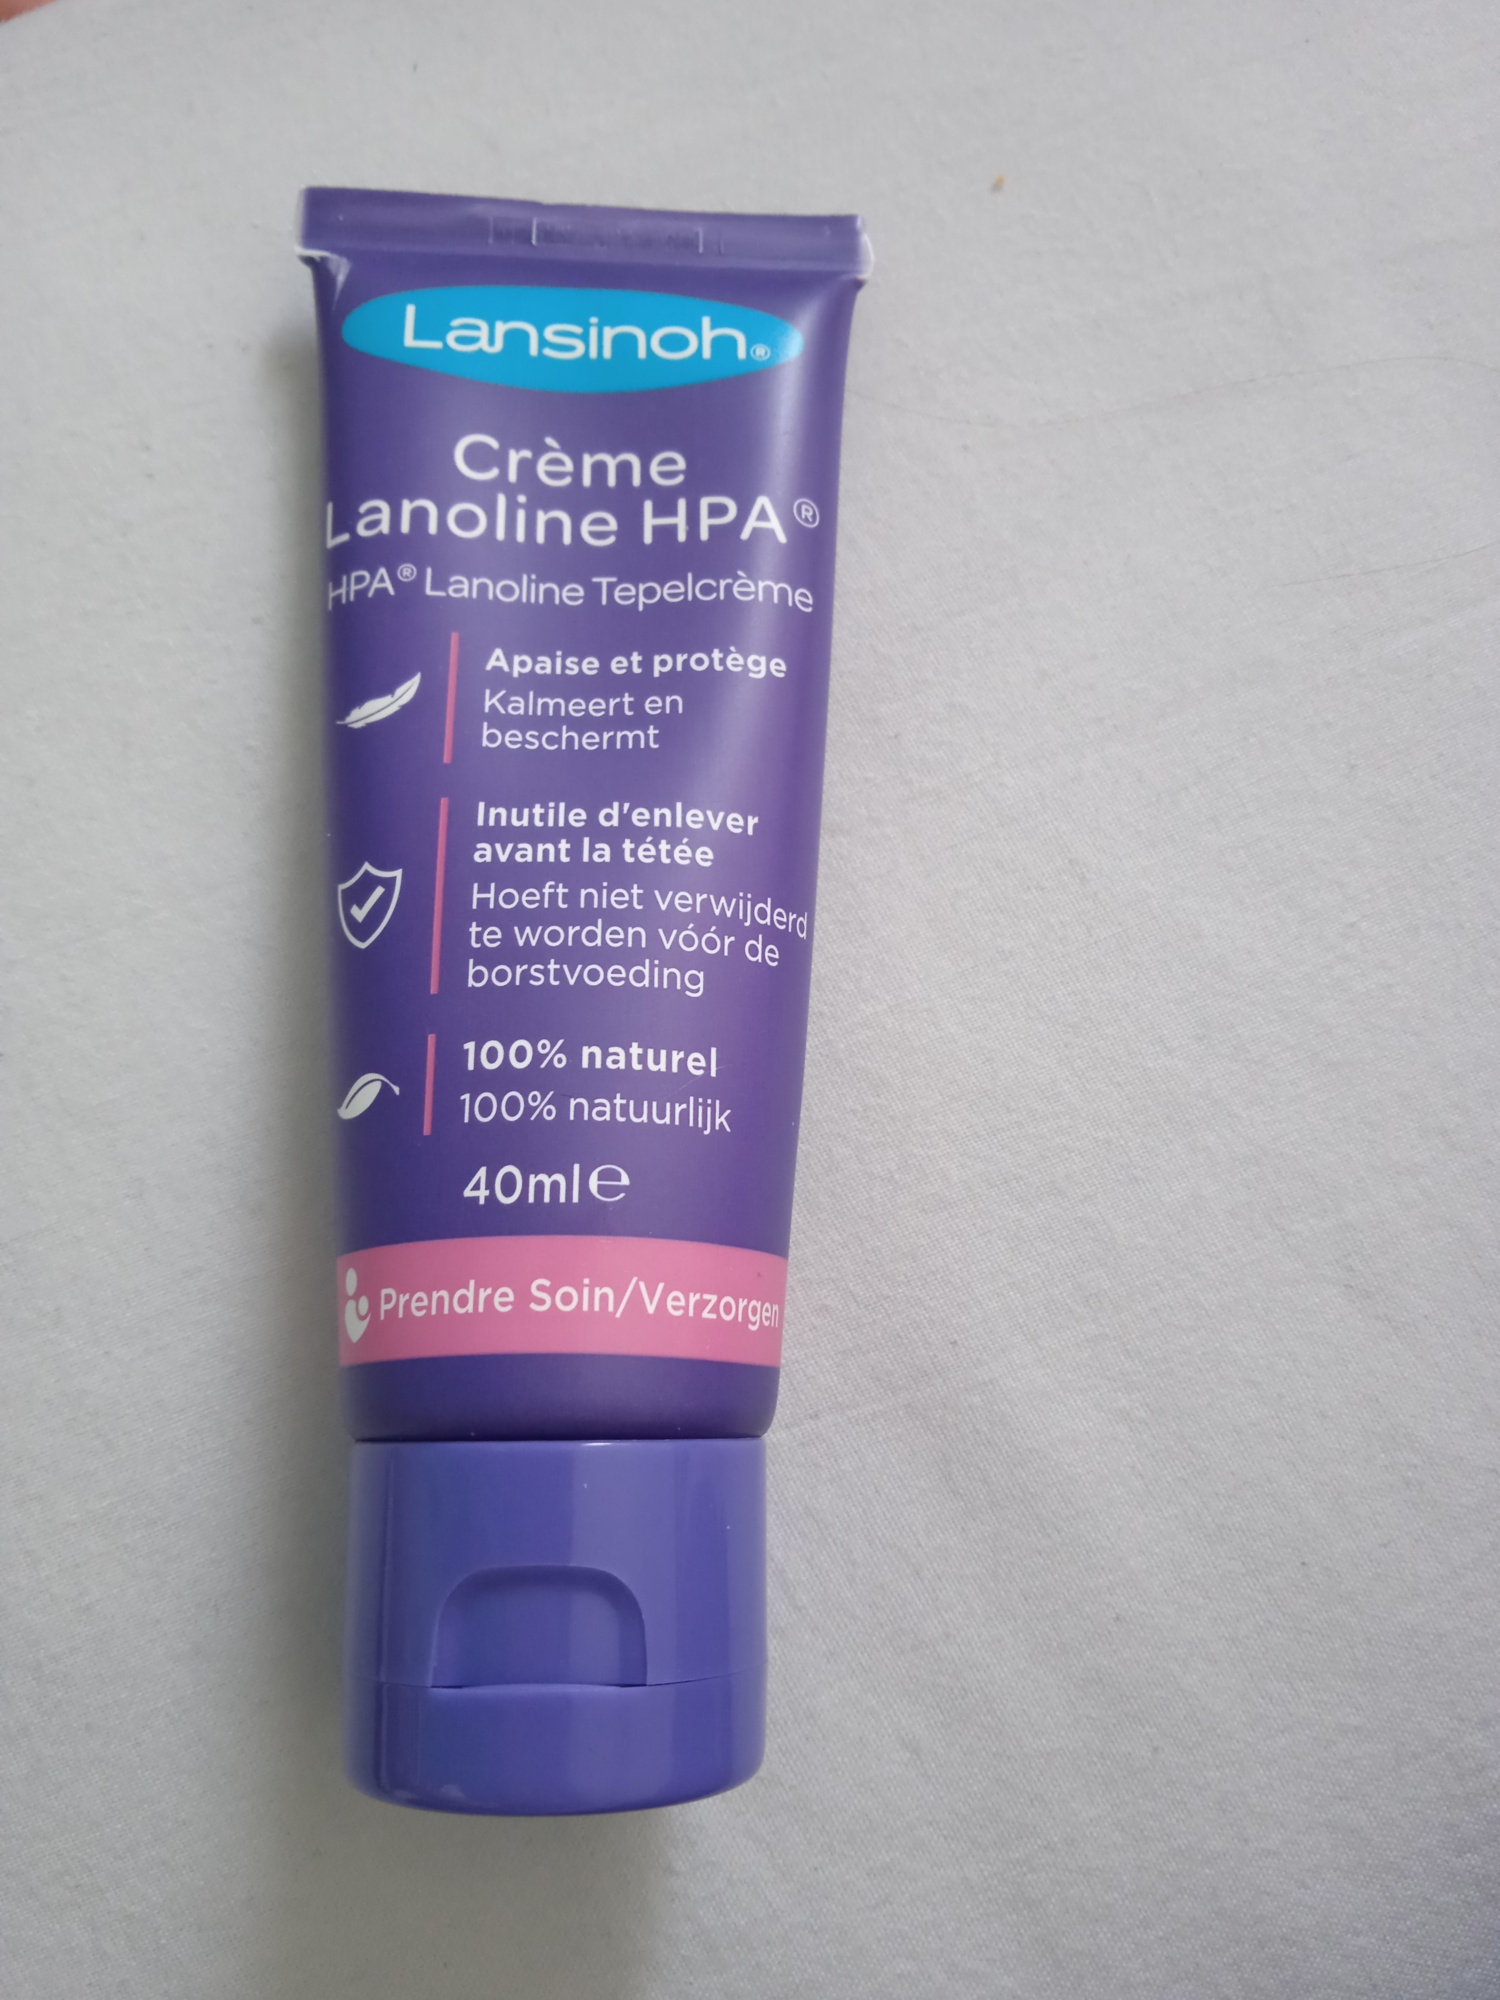 Lansinoh®
Crème
Lanoline HPA®
HPA® Lanoline Tepelcrème
Apaise et protège
Kalmeert en
beschermt
Inutile d'enlever
avant la tétée
Hoeft niet verwijderd
te worden vóór de
borstvoeding
100% naturel
100% natuurlijk
40ml℮
Prendre Soin/Verzorgen